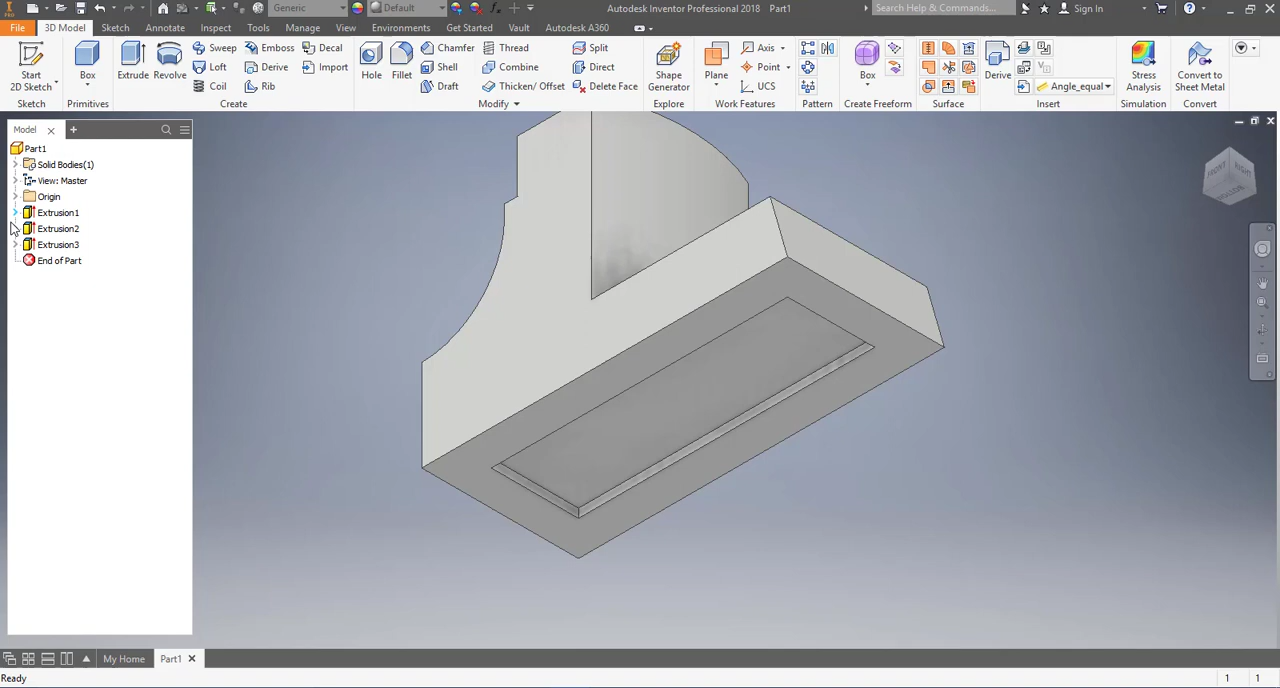 PRO
Generic
Default
Autodesk Inventor Professional 2018 Part1
Search Help & Commands...
Sign In
File 3D Model Sketch Annotate Inspect Tools Manage View Environments Get Started Vault Autodesk A360
Start
2D Sketch
Sketch
Box
Primitives
Extrude
Revolve
Sweep
Loft
Coil
Emboss
Derive
Rib
Decal
Import
Create
Hole
Fillet
Chamfer
Shell
Draft
Thread
Combine
Thicken/ Offset
Split
Direct
Delete Face
Modify
Shape
Generator
Explore
Plane
Axis
Point
UCS
Work Features
Pattern
Box
Create Freeform
Surface
Derive
Angle_equal
Insert
Stress
Analysis
Simulation
Convert to
Sheet Metal
Convert
Model
Part1
Solid Bodies(1)
View: Master
Origin
Extrusion1
Extrusion2
Extrusion3
End of Part
FRONT
RIGHT
BOTTOM
My Home
Part1
Ready
1 1